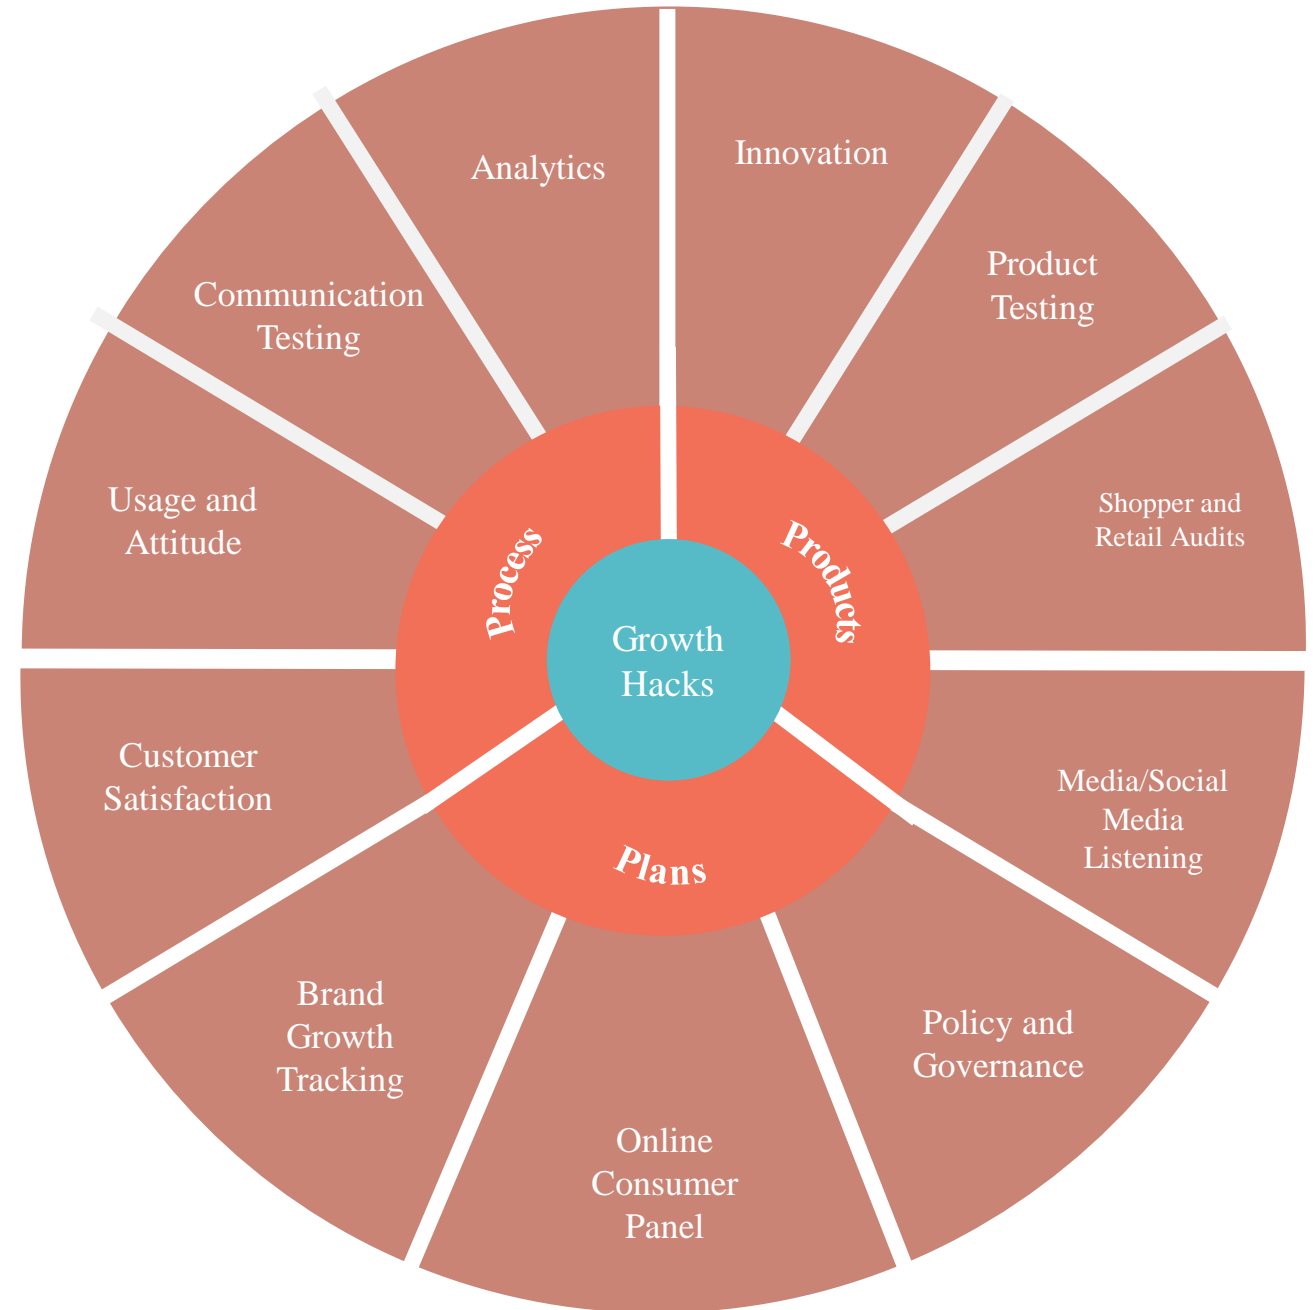 Analytics
Innovation
Product
Testing
Communication
Testing
Usage and
Attitude
Shopper and
Retail Audits
Process
Products
Growth
Hacks
Customer
Satisfaction
Media/Social
Media
Listening
Plans
Brand
Growth
Tracking
Policy and
Governance
Online
Consumer
Panel